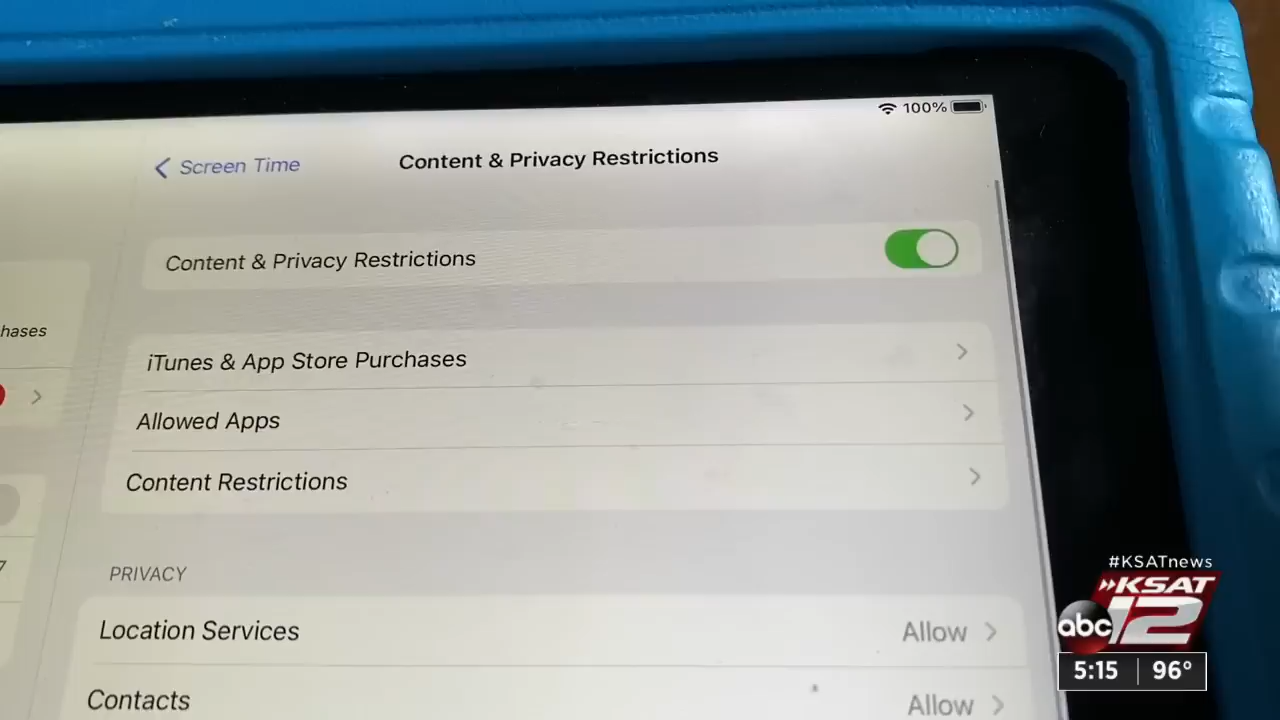 100%
Screen Time
Content & Privacy Restrictions
Content & Privacy Restrictions
hases
iTunes & App Store Purchases
Allowed Apps
Content Restrictions
7
PRIVACY
Location Services
Allow
Contacts
Allow
#KSATnews
KSAT
abc 12
5:15 96°